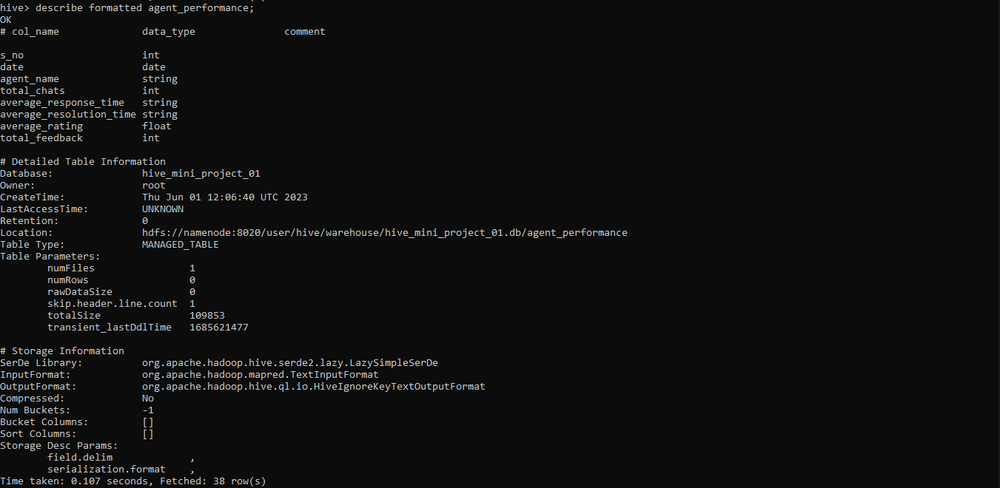 hive> describe formatted agent_performance;
OK
# col_name data_type comment
s_no int
date date
agent_name string
total_chats int
average_response_time string
average_resolution_time string
average_rating float
total_feedback int
# Detailed Table Information
Database: hive_mini_project_01
Owner: root
CreateTime: Thu Jun 01 12:06:40 UTC 2023
LastAccessTime: UNKNOWN
Retention: 0
Location: hdfs://namenode:8020/user/hive/warehouse/hive_mini_project_01.db/agent_performance
Table Type: MANAGED_TABLE
Table Parameters:
numFiles 1
numRows 0
rawDataSize 0
skip.header.line.count 1
totalSize 109853
transient_lastDdlTime 1685621477
# Storage Information
SerDe Library: org.apache.hadoop.hive.serde2.lazy.LazySimpleSerDe
InputFormat: org.apache.hadoop.mapred.TextInputFormat
OutputFormat: org.apache.hadoop.hive.ql.io.HiveIgnoreKeyTextOutputFormat
Compressed: No
Num Buckets: -1
Bucket Columns: []
Sort Columns: []
Storage Desc Params:
field.delim ,
serialization.format ,
Time taken: 0.107 seconds, Fetched: 38 row(s)